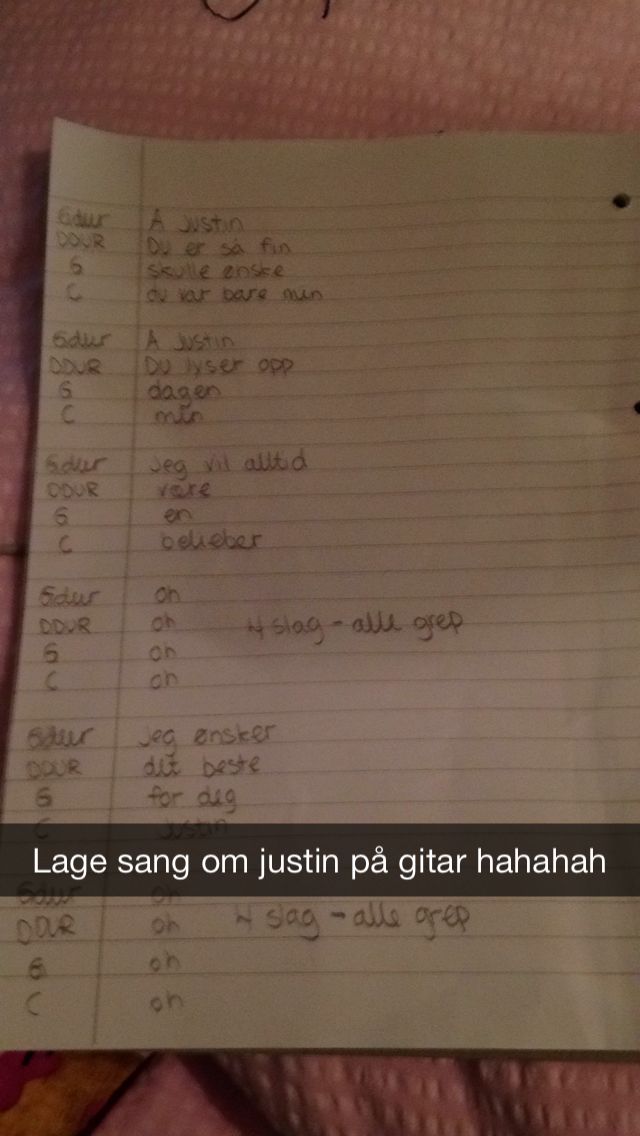 Gdur Å Justin
DDUR Du er så fin
G skulle ønske
C du var bare min
Gdur Å Justin
DDUR Du lyser opp
G dagen
C min
Gdur Jeg vil alltid
DDUR være
G en
C belieber
Gdur oh
DDUR oh 4 slag - alle grep
G oh
C oh
Gdur Jeg ønsker
DDUR det beste
G for deg
C Justin
Lage sang om justin på gitar hahahah
Gdur oh
DDUR oh 4 slag - alle grep
G oh
C oh